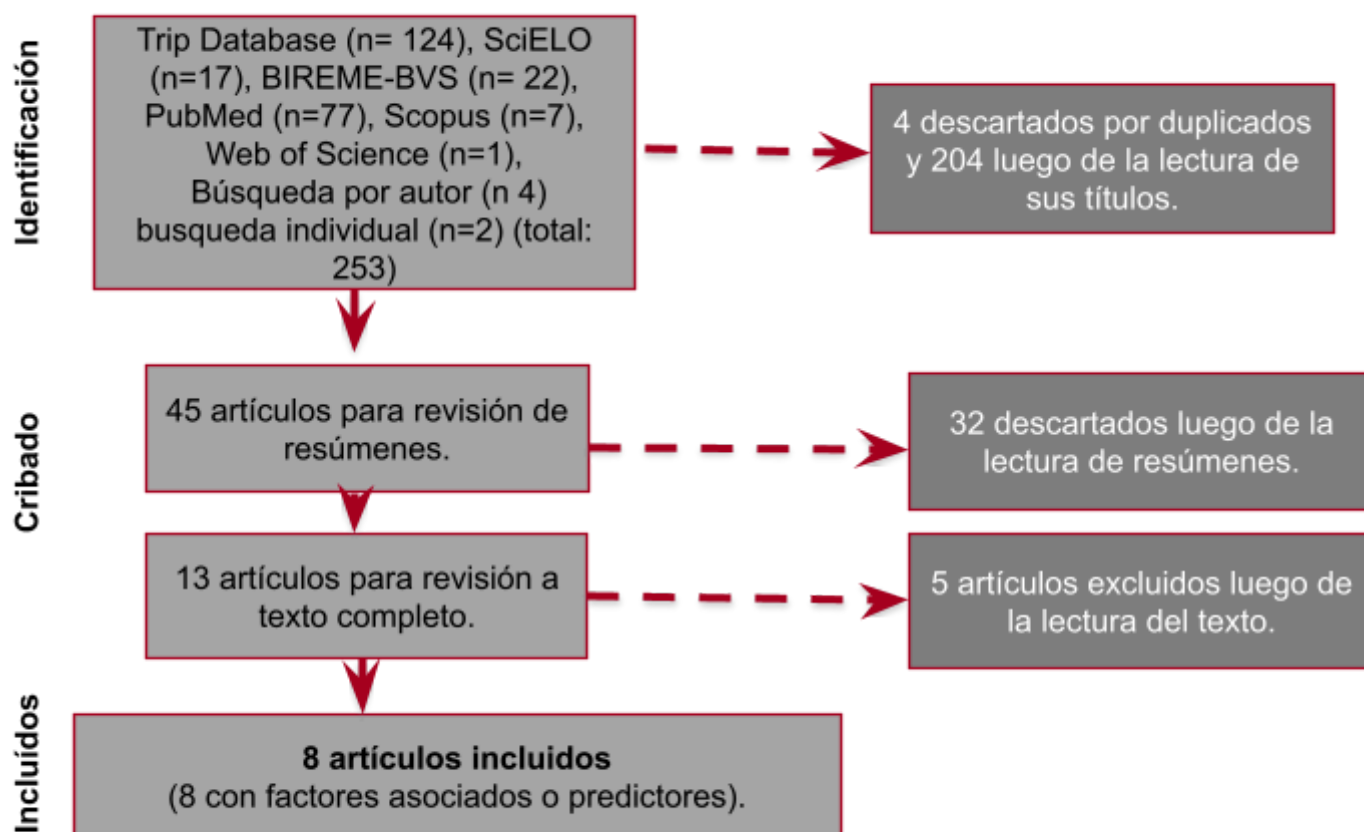 Identificación
Trip Database (n= 124), SciELO
(n=17), BIREME-BVS (n= 22),
PubMed (n=77), Scopus (n=7),
Web of Science (n=1),
Búsqueda por autor (n 4)
busqueda individual (n=2) (total:
253)
4 descartados por duplicados
y 204 luego de la lectura de
sus títulos.
Cribado
45 artículos para revisión de
resúmenes.
32 descartados luego de la
lectura de resúmenes.
13 artículos para revisión a
texto completo.
5 artículos excluidos luego de
la lectura del texto.
Incluídos
8 artículos incluidos
(8 con factores asociados o predictores).